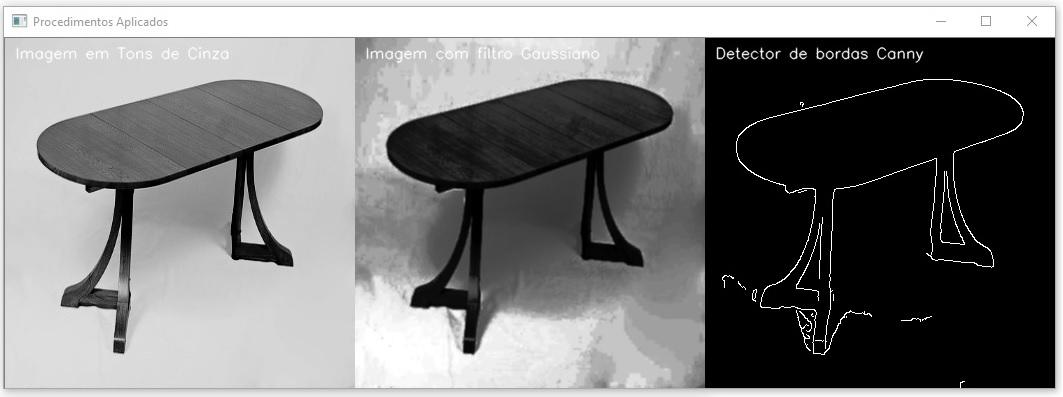 Procedimentos Aplicados
Imagem em Tons de Cinza
Imagem com filtro Gaussiano
Detector de bordas Canny